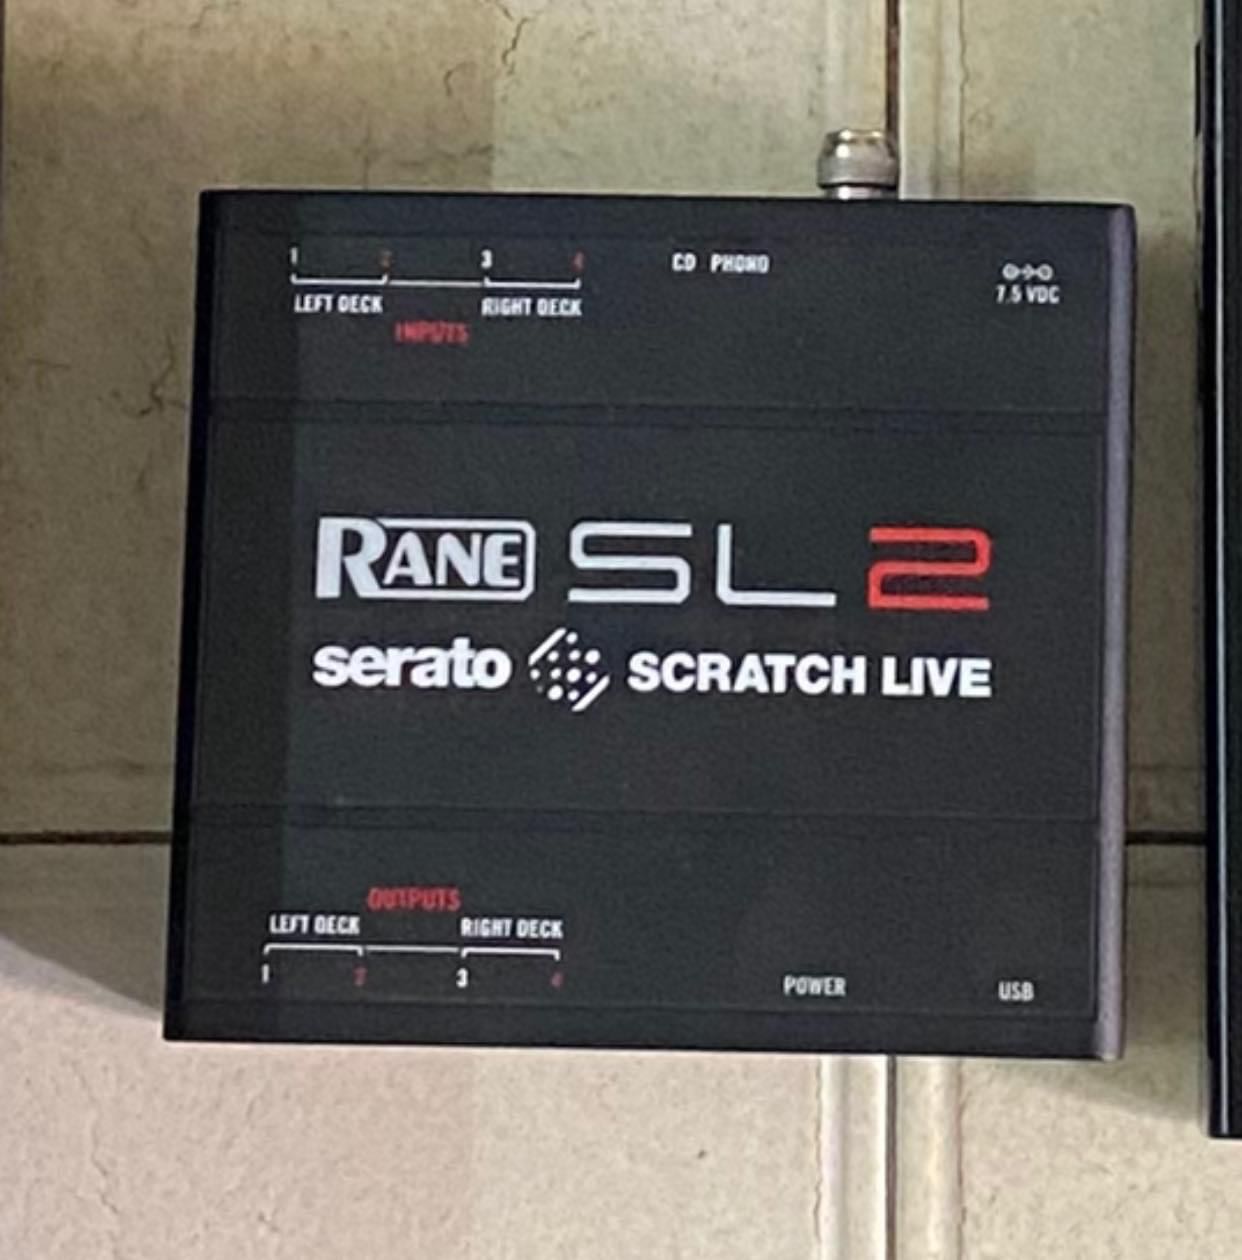 1 2 3 4
LEFT DECK RIGHT DECK
INPUTS
CD PHONO
7.5 VDC
RANE SL2
serato SCRATCH LIVE
OUTPUTS
LEFT DECK RIGHT DECK
1 2 3 4
POWER
USB